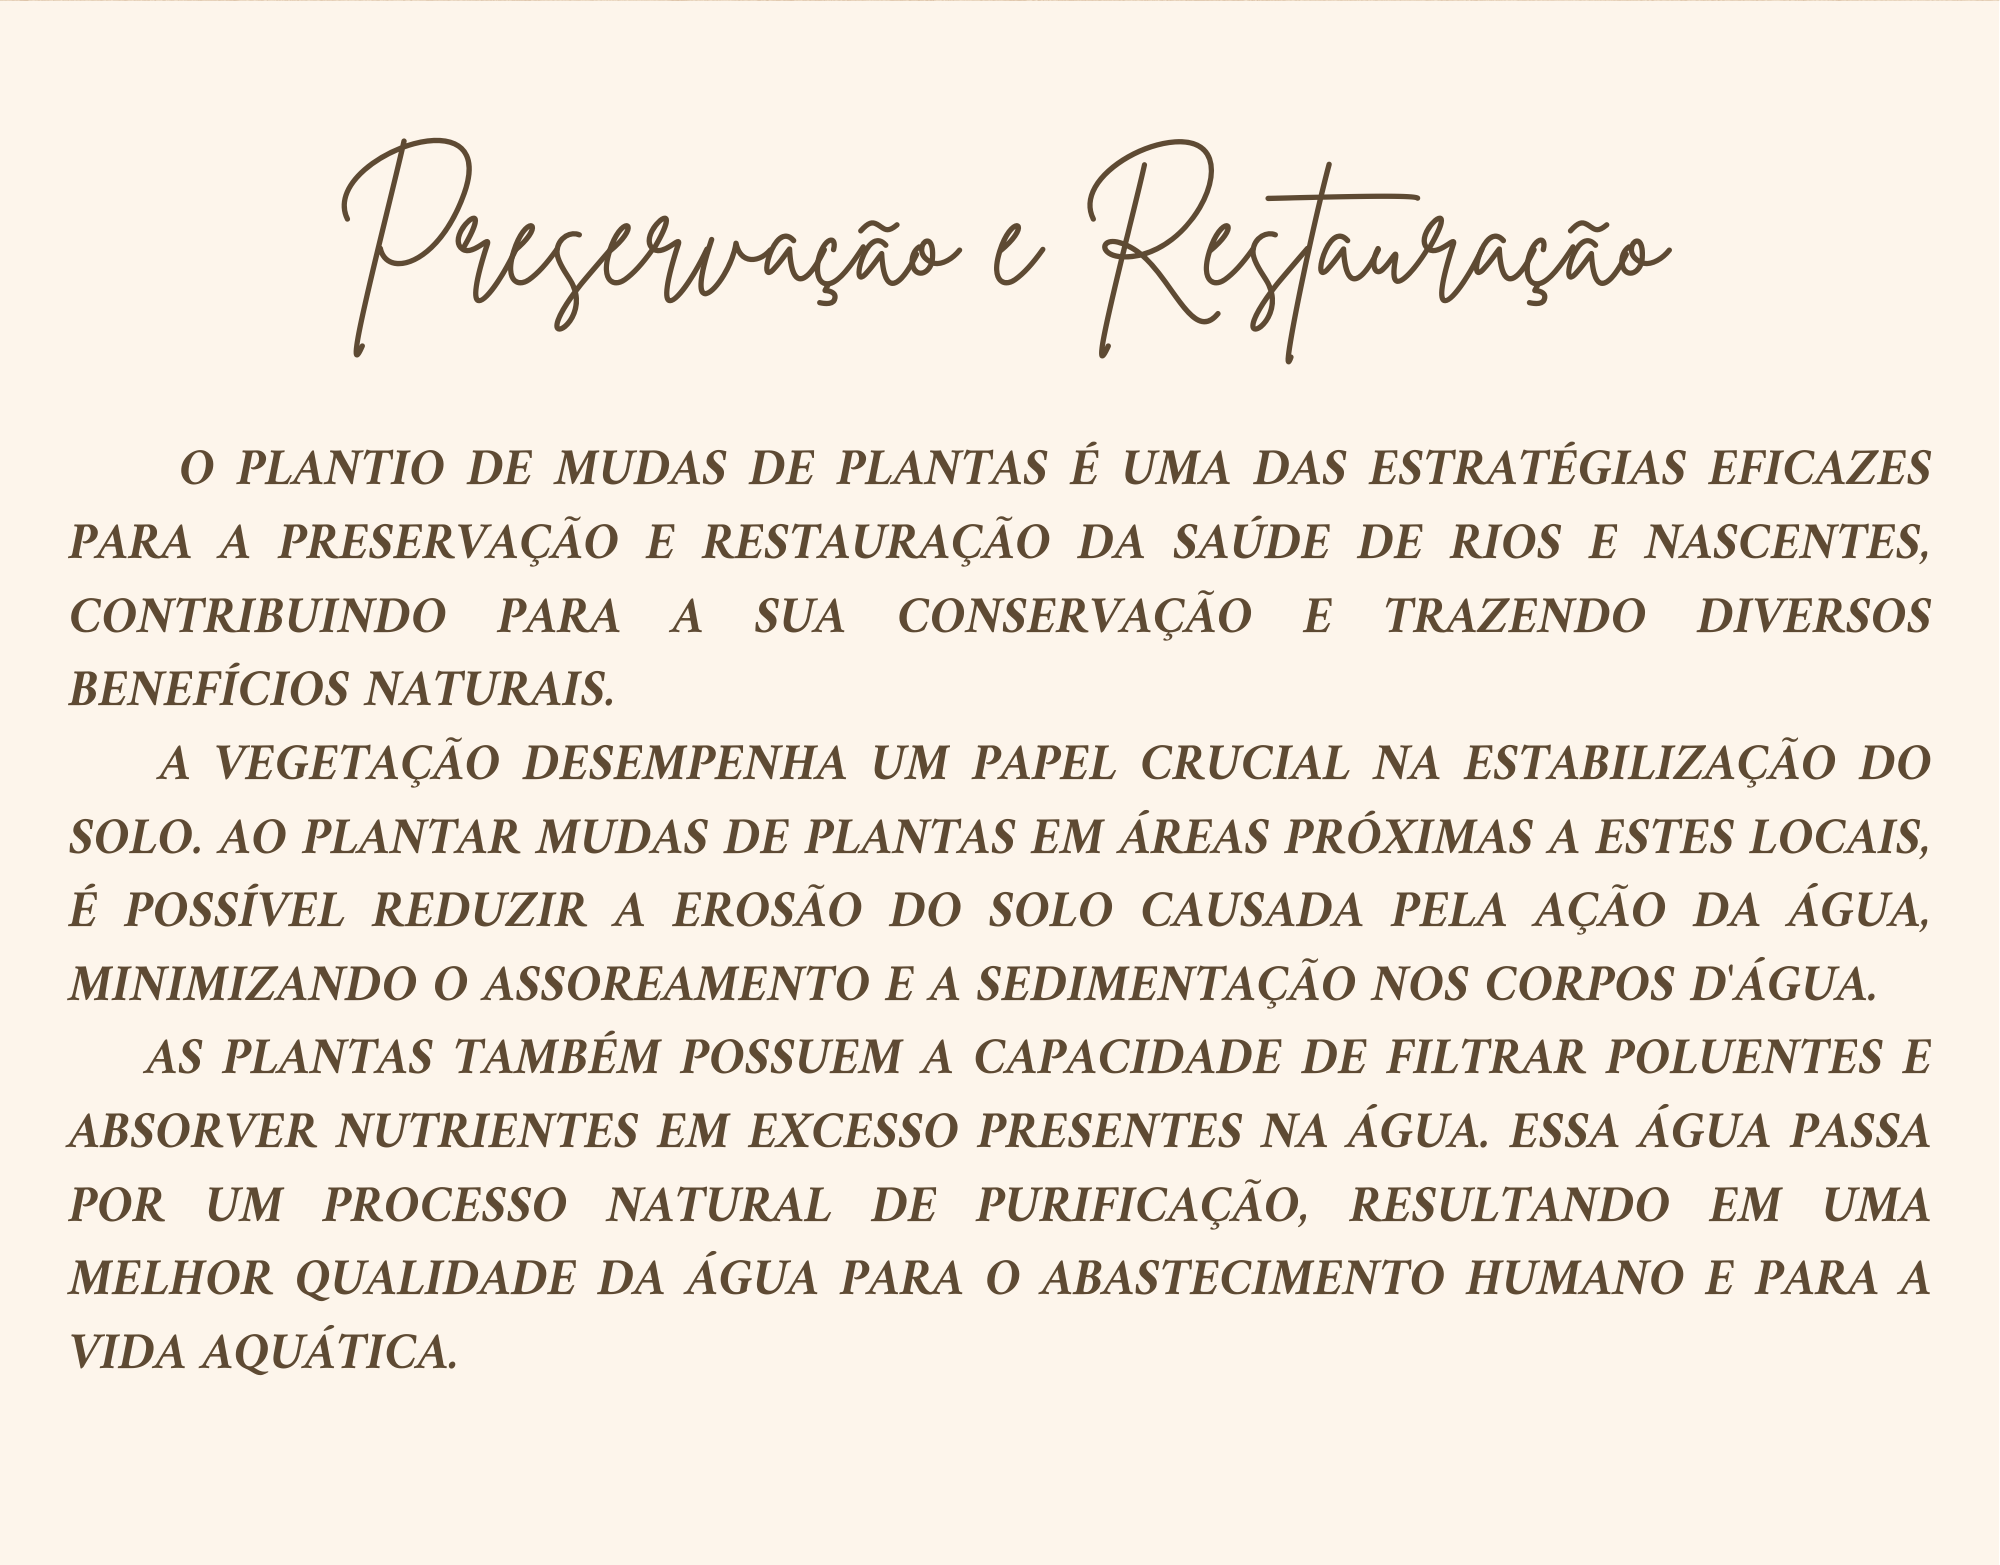 Preservação e Restauração
O PLANTIO DE MUDAS DE PLANTAS É UMA DAS ESTRATÉGIAS EFICAZES
PARA A PRESERVAÇÃO E RESTAURAÇÃO DA SAÚDE DE RIOS E NASCENTES,
CONTRIBUINDO PARA A SUA CONSERVAÇÃO E TRAZENDO DIVERSOS
BENEFÍCIOS NATURAIS.
A VEGETAÇÃO DESEMPENHA UM PAPEL CRUCIAL NA ESTABILIZAÇÃO DO
SOLO. AO PLANTAR MUDAS DE PLANTAS EM ÁREAS PRÓXIMAS A ESTES LOCAIS,
É POSSÍVEL REDUZIR A EROSÃO DO SOLO CAUSADA PELA AÇÃO DA ÁGUA,
MINIMIZANDO O ASSOREAMENTO E A SEDIMENTAÇÃO NOS CORPOS D'ÁGUA.
AS PLANTAS TAMBÉM POSSUEM A CAPACIDADE DE FILTRAR POLUENTES E
ABSORVER NUTRIENTES EM EXCESSO PRESENTES NA ÁGUA. ESSA ÁGUA PASSA
POR UM PROCESSO NATURAL DE PURIFICAÇÃO, RESULTANDO EM UMA
MELHOR QUALIDADE DA ÁGUA PARA O ABASTECIMENTO HUMANO E PARA A
VIDA AQUÁTICA.